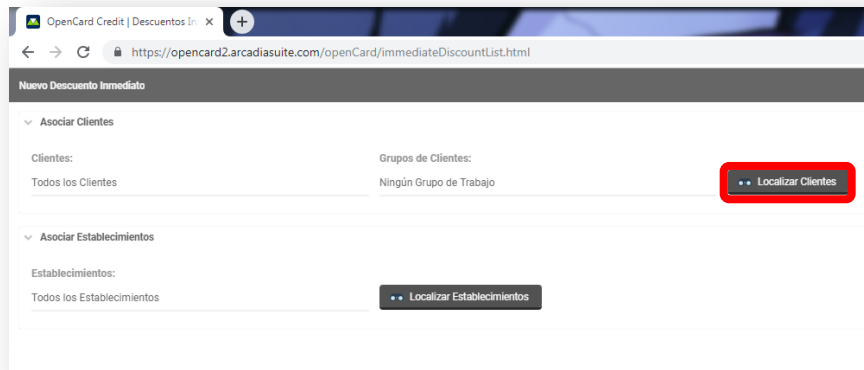 OpenCard Credit | Descuentos In
https://opencard2.arcadiasuite.com/openCard/immediateDiscountList.html
Nuevo Descuento Inmediato
Asociar Clientes
Clientes: Grupos de Clientes:
Todos los Clientes Ningún Grupo de Trabajo Localizar Clientes
Asociar Establecimientos
Establecimientos:
Todos los Establecimientos Localizar Establecimientos